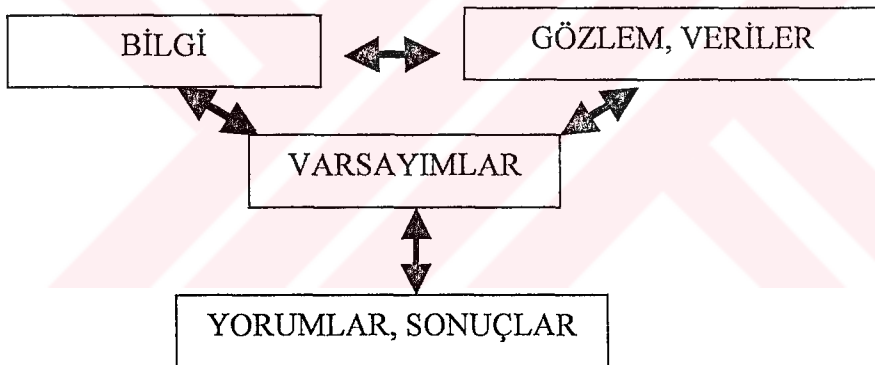 BİLGİ
GÖZLEM, VERİLER
VARSAYIMLAR
YORUMLAR, SONUÇLAR